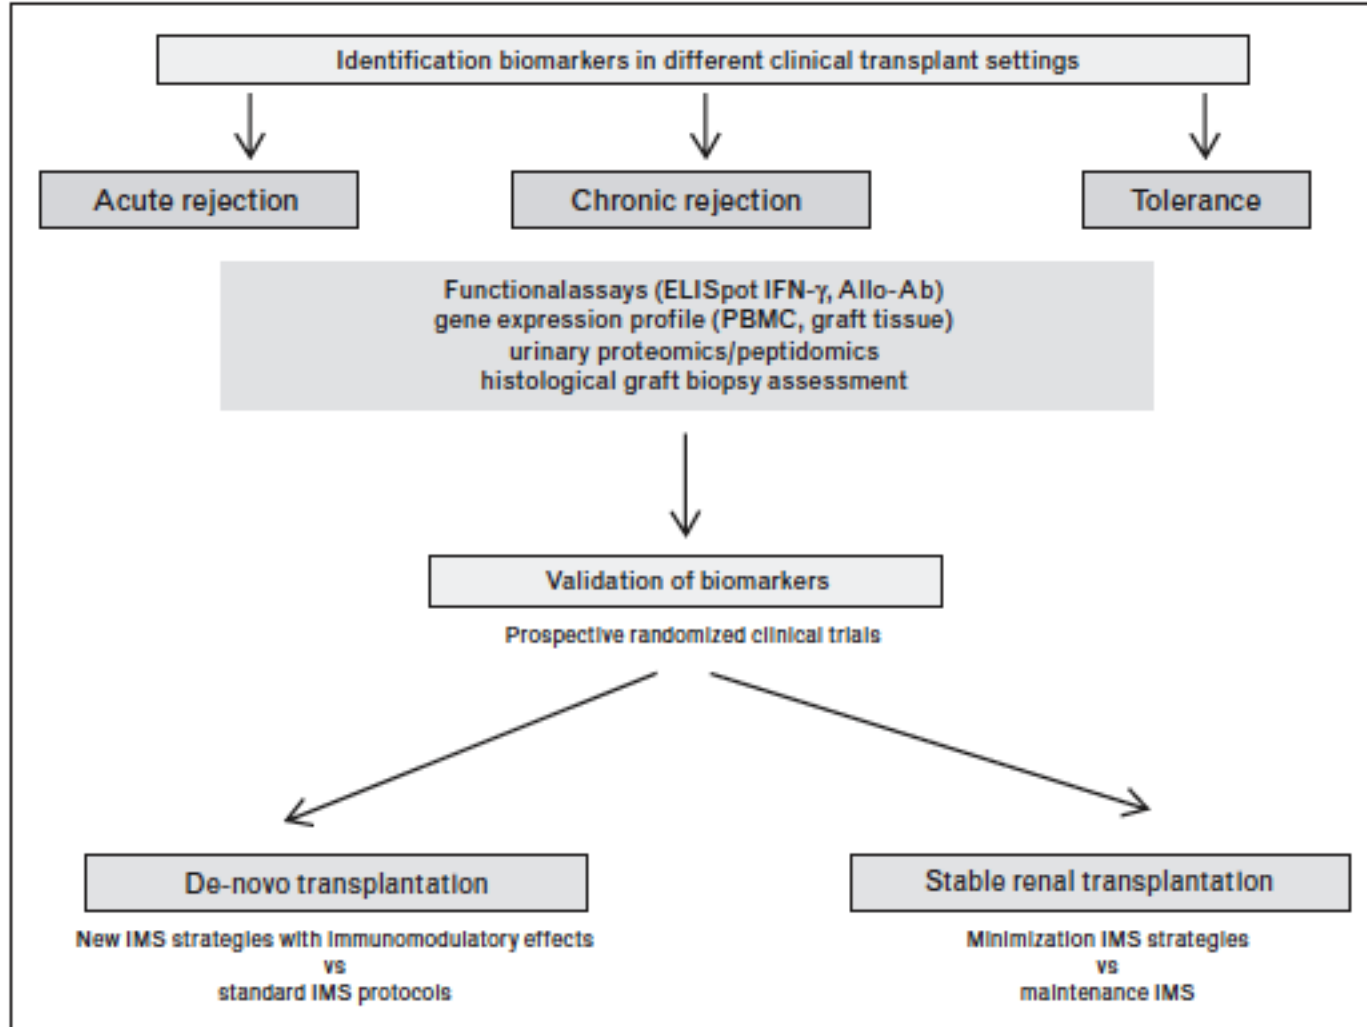 Identification biomarkers in different clinical transplant settings
Acute rejection
Chronic rejection
Tolerance
Functionalassays (ELISpot IFN-γ, Allo-Ab)
gene expression profile (PBMC, graft tissue)
urinary proteomics/peptidomics
histological graft biopsy assessment
Validation of biomarkers
Prospective randomized clinical trials
De-novo transplantation
New IMS strategies with immunomodulatory effects
vs
standard IMS protocols
Stable renal transplantation
Minimization IMS strategies
vs
maintenance IMS